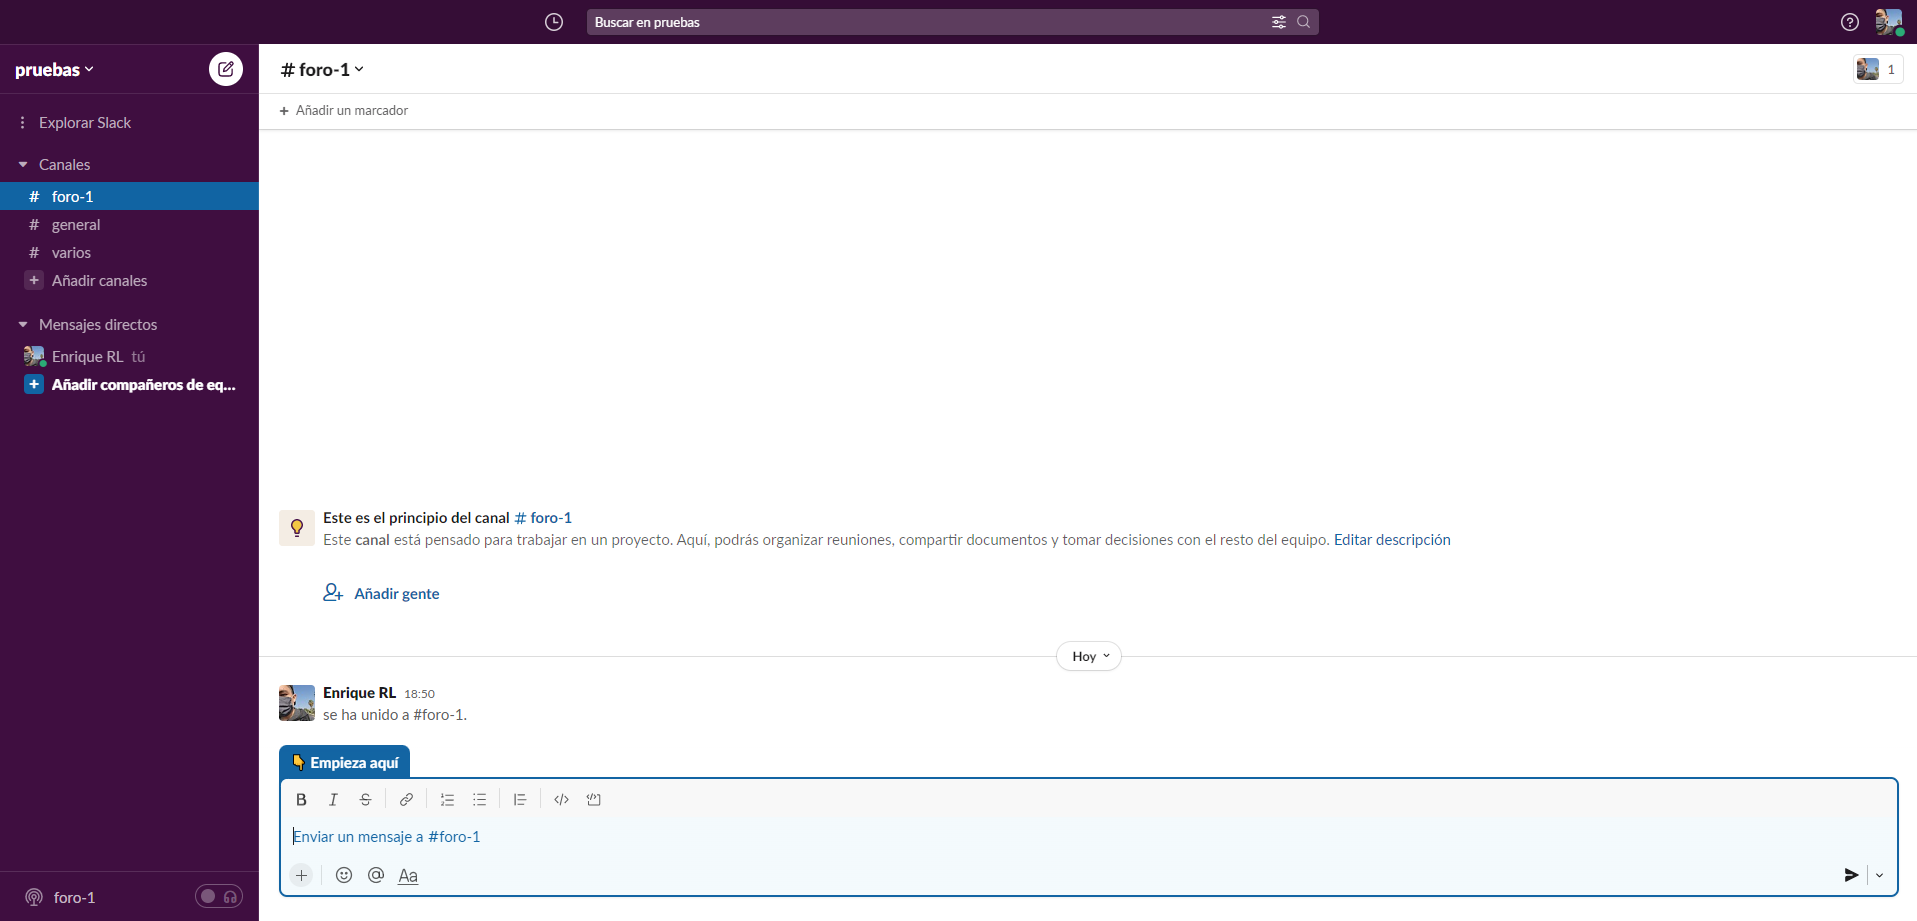 Buscar en pruebas
pruebas
# foro-1
1
+ Añadir un marcador
Explorar Slack
Canales
# foro-1
# general
# varios
+ Añadir canales
Mensajes directos
Enrique RL tú
+ Añadir compañeros de eq...
Este es el principio del canal # foro-1
Este canal está pensado para trabajar en un proyecto. Aquí, podrás organizar reuniones, compartir documentos y tomar decisiones con el resto del equipo. Editar descripción
Añadir gente
Hoy
Enrique RL 18:50
se ha unido a #foro-1.
Empieza aquí
B I S
Enviar un mensaje a #foro-1
+ @ Aa
foro-1